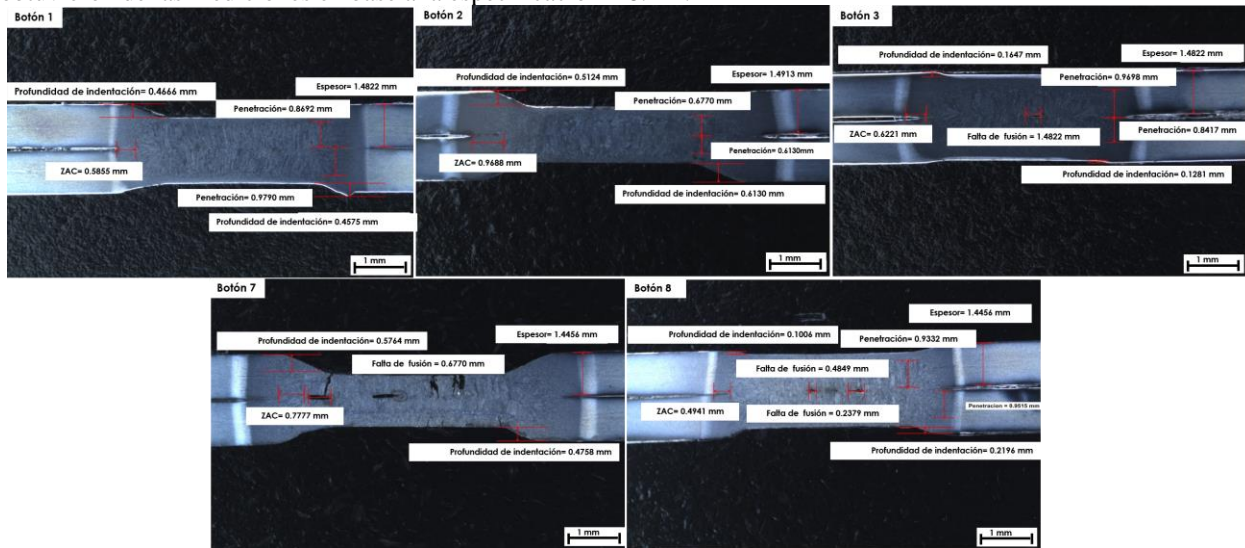 Botón 1
Espesor= 1.4822 mm
Profundidad de indentación= 0.4666 mm
Penetración= 0.8692 mm
ZAC= 0.5855 mm
Penetración= 0.9790 mm
Profundidad de indentación= 0.4575 mm
1 mm
Botón 2
Profundidad de indentación= 0.5124 mm
Espesor= 1.4913 mm
Penetración= 0.6770 mm
Penetración= 0.6130mm
ZAC= 0.9688 mm
Profundidad de indentación= 0.6130 mm
1 mm
Botón 3
Profundidad de indentación= 0.1647 mm
Espesor= 1.4822 mm
Penetración= 0.9698 mm
ZAC= 0.6221 mm
Falta de fusión = 1.4822 mm
Penetración= 0.8417 mm
Profundidad de indentación= 0.1281 mm
1 mm
Botón 7
Espesor= 1.4456 mm
Profundidad de indentación= 0.5764 mm
Falta de fusión= 0.6770 mm
ZAC= 0.7777 mm
Profundidad de indentación= 0.4758 mm
1 mm
Botón 8
Espesor= 1.4456 mm
Profundidad de indentación= 0.1006 mm
Penetración= 0.9332 mm
Falta de fusión= 0.4849 mm
ZAC= 0.4941 mm
Falta de fusión= 0.2379 mm
Profundidad de indentación= 0.2196 mm
1 mm